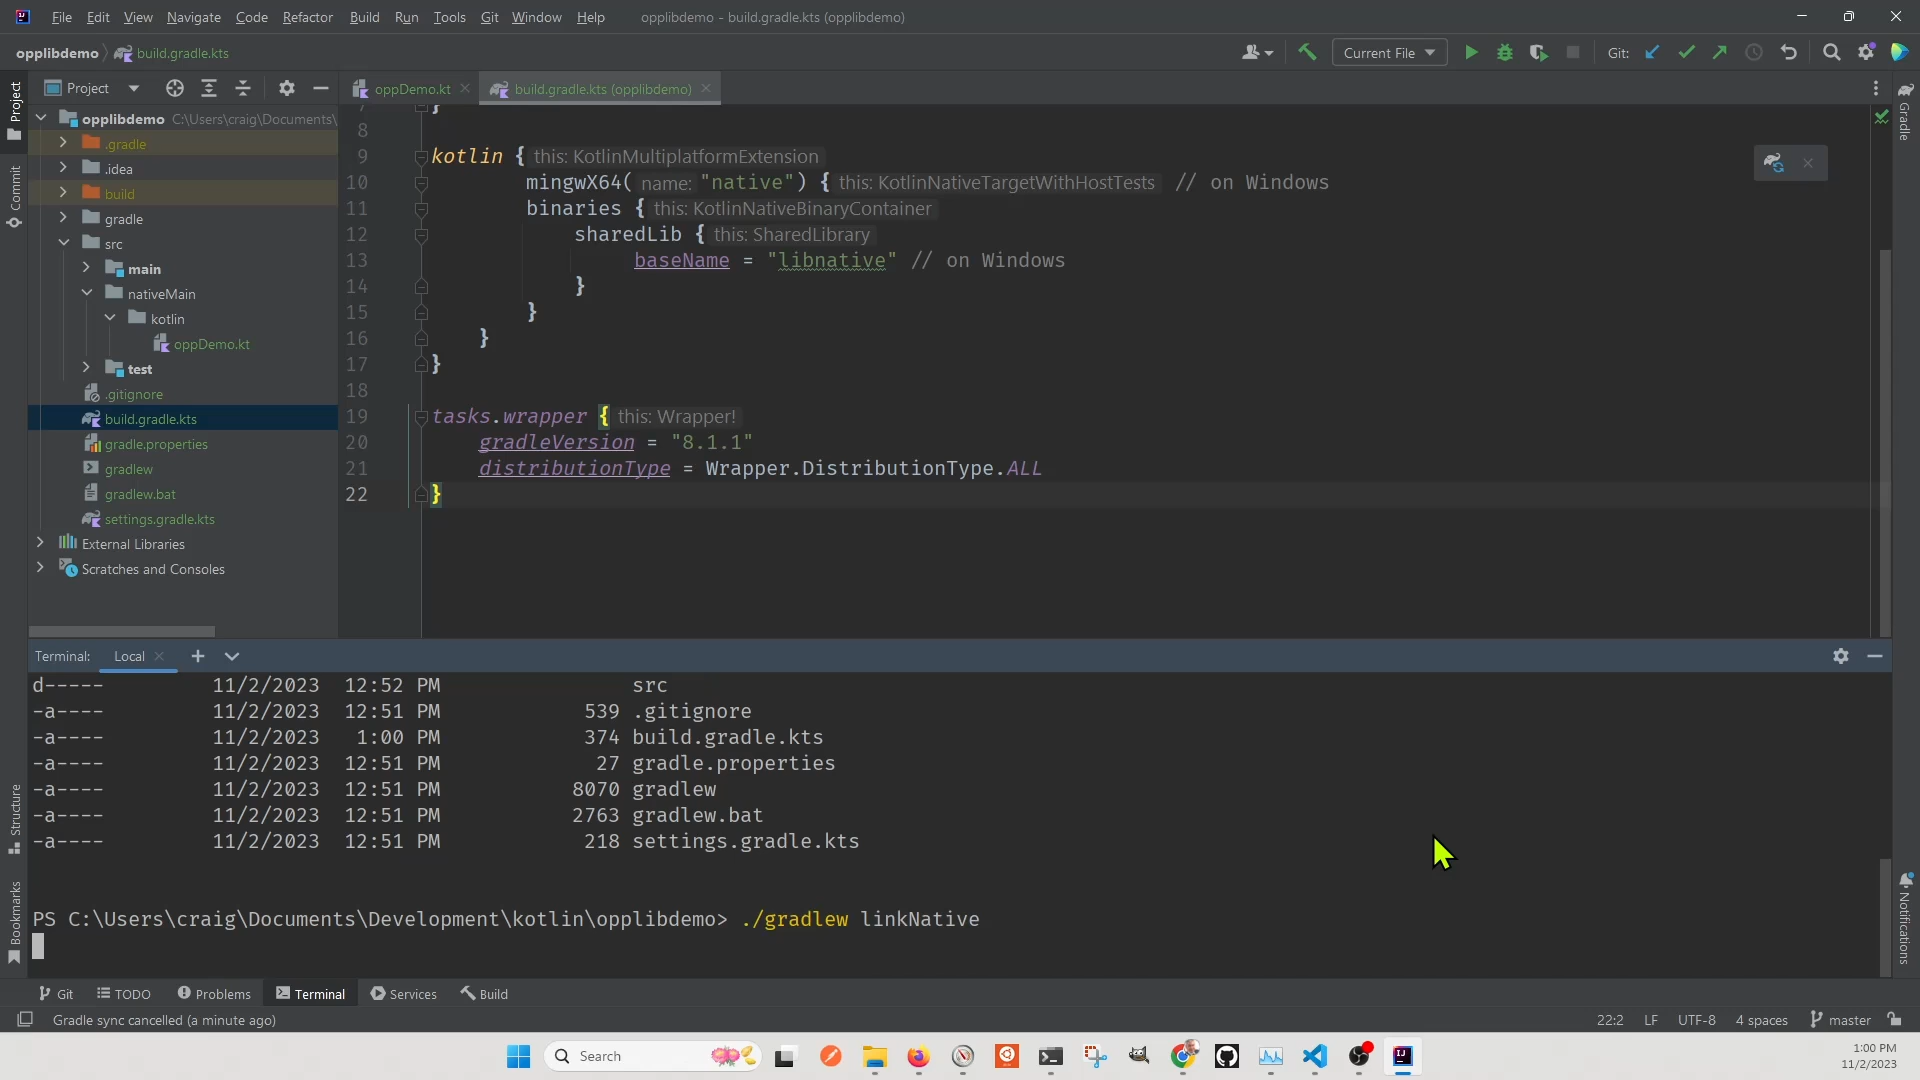 File Edit View Navigate Code Refactor Build Run Tools Git Window Help opplibdemo - build.gradle.kts (opplibdemo)
opplibdemo build.gradle.kts Current File Git:
Project oppDemo.kt build.gradle.kts (opplibdemo)
Project
Commit
Structure
Bookmarks
Gradle
Notifications
opplibdemo C:\Users\craig\Documents\
.gradle
.idea
build
gradle
src
main
nativeMain
kotlin
oppDemo.kt
test
.gitignore
build.gradle.kts
gradle.properties
gradlew
gradlew.bat
settings.gradle.kts
External Libraries
Scratches and Consoles
7 }
8
9 kotlin { this: KotlinMultiplatformExtension
10 mingwX64( name: "native") { this: KotlinNativeTargetWithHostTests // on Windows
11 binaries { this: KotlinNativeBinaryContainer
12 sharedLib { this: SharedLibrary
13 baseName = "libnative" // on Windows
14 }
15 }
16 }
17 }
18
19 tasks.wrapper { this: Wrapper!
20 gradleVersion = "8.1.1"
21 distributionType = Wrapper.DistributionType.ALL
22 }
Terminal: Local
d----- 11/2/2023 12:52 PM src
-a---- 11/2/2023 12:51 PM 539 .gitignore
-a---- 11/2/2023 1:00 PM 374 build.gradle.kts
-a---- 11/2/2023 12:51 PM 27 gradle.properties
-a---- 11/2/2023 12:51 PM 8070 gradlew
-a---- 11/2/2023 12:51 PM 2763 gradlew.bat
-a---- 11/2/2023 12:51 PM 218 settings.gradle.kts
PS C:\Users\craig\Documents\Development\kotlin\opplibdemo> ./gradlew linkNative
Git TODO Problems Terminal Services Build
Gradle sync cancelled (a minute ago) 22:2 LF UTF-8 4 spaces master
Search
1:00 PM
11/2/2023